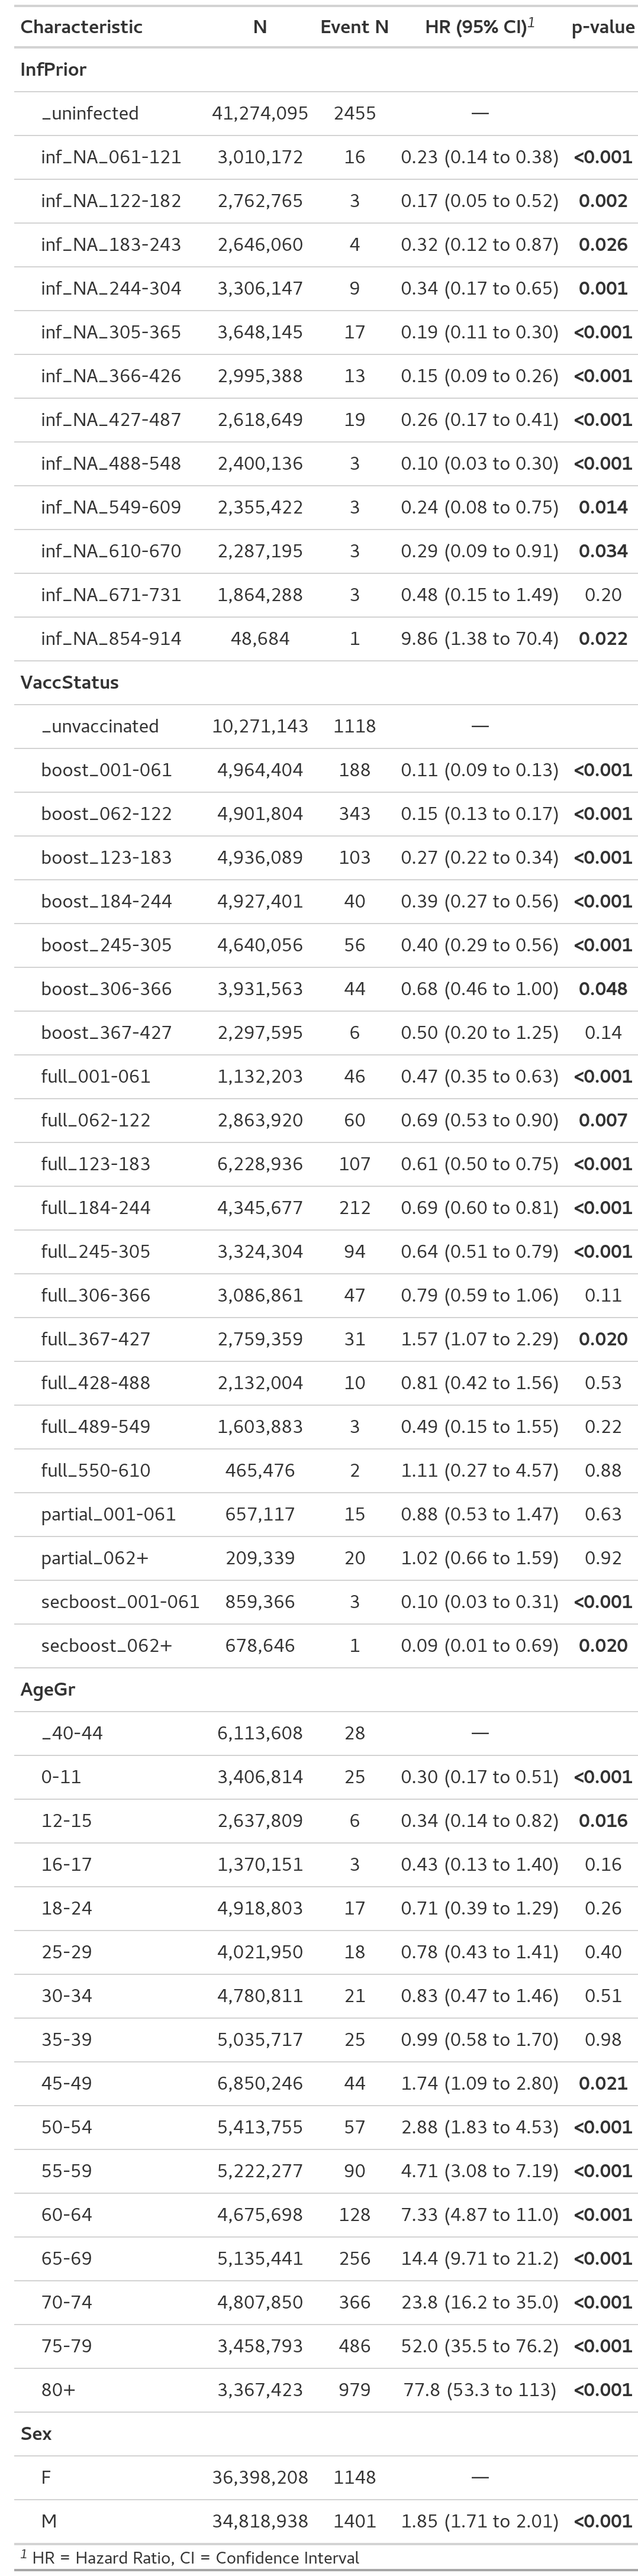 Characteristic N Event N HR (95% CI)1 p-value
InfPrior
_uninfected 41,274,095 2455 —
inf_NA_061-121 3,010,172 16 0.23 (0.14 to 0.38) <0.001
inf_NA_122-182 2,762,765 3 0.17 (0.05 to 0.52) 0.002
inf_NA_183-243 2,646,060 4 0.32 (0.12 to 0.87) 0.026
inf_NA_244-304 3,306,147 9 0.34 (0.17 to 0.65) 0.001
inf_NA_305-365 3,648,145 17 0.19 (0.11 to 0.30) <0.001
inf_NA_366-426 2,995,388 13 0.15 (0.09 to 0.26) <0.001
inf_NA_427-487 2,618,649 19 0.26 (0.17 to 0.41) <0.001
inf_NA_488-548 2,400,136 3 0.10 (0.03 to 0.30) <0.001
inf_NA_549-609 2,355,422 3 0.24 (0.08 to 0.75) 0.014
inf_NA_610-670 2,287,195 3 0.29 (0.09 to 0.91) 0.034
inf_NA_671-731 1,864,288 3 0.48 (0.15 to 1.49) 0.20
inf_NA_854-914 48,684 1 9.86 (1.38 to 70.4) 0.022
VaccStatus
_unvaccinated 10,271,143 1118 —
boost_001-061 4,964,404 188 0.11 (0.09 to 0.13) <0.001
boost_062-122 4,901,804 343 0.15 (0.13 to 0.17) <0.001
boost_123-183 4,936,089 103 0.27 (0.22 to 0.34) <0.001
boost_184-244 4,927,401 40 0.39 (0.27 to 0.56) <0.001
boost_245-305 4,640,056 56 0.40 (0.29 to 0.56) <0.001
boost_306-366 3,931,563 44 0.68 (0.46 to 1.00) 0.048
boost_367-427 2,297,595 6 0.50 (0.20 to 1.25) 0.14
full_001-061 1,132,203 46 0.47 (0.35 to 0.63) <0.001
full_062-122 2,863,920 60 0.69 (0.53 to 0.90) 0.007
full_123-183 6,228,936 107 0.61 (0.50 to 0.75) <0.001
full_184-244 4,345,677 212 0.69 (0.60 to 0.81) <0.001
full_245-305 3,324,304 94 0.64 (0.51 to 0.79) <0.001
full_306-366 3,086,861 47 0.79 (0.59 to 1.06) 0.11
full_367-427 2,759,359 31 1.57 (1.07 to 2.29) 0.020
full_428-488 2,132,004 10 0.81 (0.42 to 1.56) 0.53
full_489-549 1,603,883 3 0.49 (0.15 to 1.55) 0.22
full_550-610 465,476 2 1.11 (0.27 to 4.57) 0.88
partial_001-061 657,117 15 0.88 (0.53 to 1.47) 0.63
partial_062+ 209,339 20 1.02 (0.66 to 1.59) 0.92
secboost_001-061 859,366 3 0.10 (0.03 to 0.31) <0.001
secboost_062+ 678,646 1 0.09 (0.01 to 0.69) 0.020
AgeGr
_40-44 6,113,608 28 —
0-11 3,406,814 25 0.30 (0.17 to 0.51) <0.001
12-15 2,637,809 6 0.34 (0.14 to 0.82) 0.016
16-17 1,370,151 3 0.43 (0.13 to 1.40) 0.16
18-24 4,918,803 17 0.71 (0.39 to 1.29) 0.26
25-29 4,021,950 18 0.78 (0.43 to 1.41) 0.40
30-34 4,780,811 21 0.83 (0.47 to 1.46) 0.51
35-39 5,035,717 25 0.99 (0.58 to 1.70) 0.98
45-49 6,850,246 44 1.74 (1.09 to 2.80) 0.021
50-54 5,413,755 57 2.88 (1.83 to 4.53) <0.001
55-59 5,222,277 90 4.71 (3.08 to 7.19) <0.001
60-64 4,675,698 128 7.33 (4.87 to 11.0) <0.001
65-69 5,135,441 256 14.4 (9.71 to 21.2) <0.001
70-74 4,807,850 366 23.8 (16.2 to 35.0) <0.001
75-79 3,458,793 486 52.0 (35.5 to 76.2) <0.001
80+ 3,367,423 979 77.8 (53.3 to 113) <0.001
Sex
F 36,398,208 1148 —
M 34,818,938 1401 1.85 (1.71 to 2.01) <0.001
1 HR = Hazard Ratio, CI = Confidence Interval